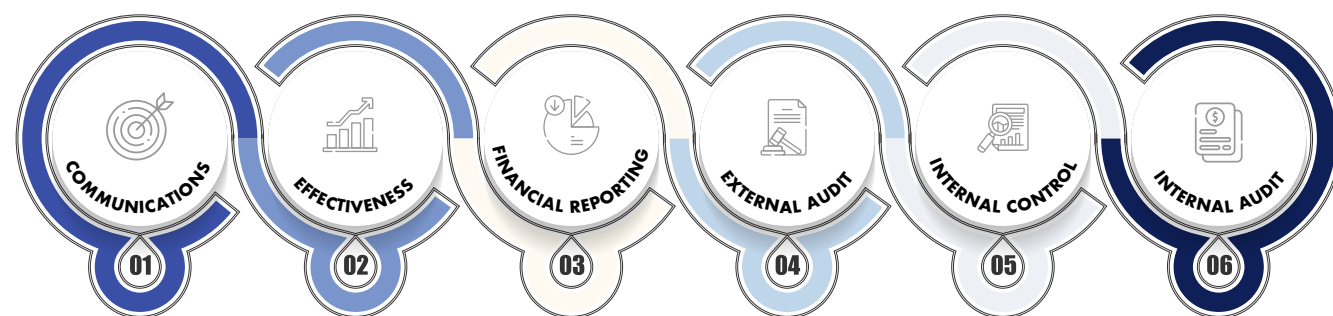 COMMUNICATIONS
01
EFFECTIVENESS
02
FINANCIAL REPORTING
03
EXTERNAL AUDIT
04
INTERNAL CONTROL
05
$
INTERNAL AUDIT
06